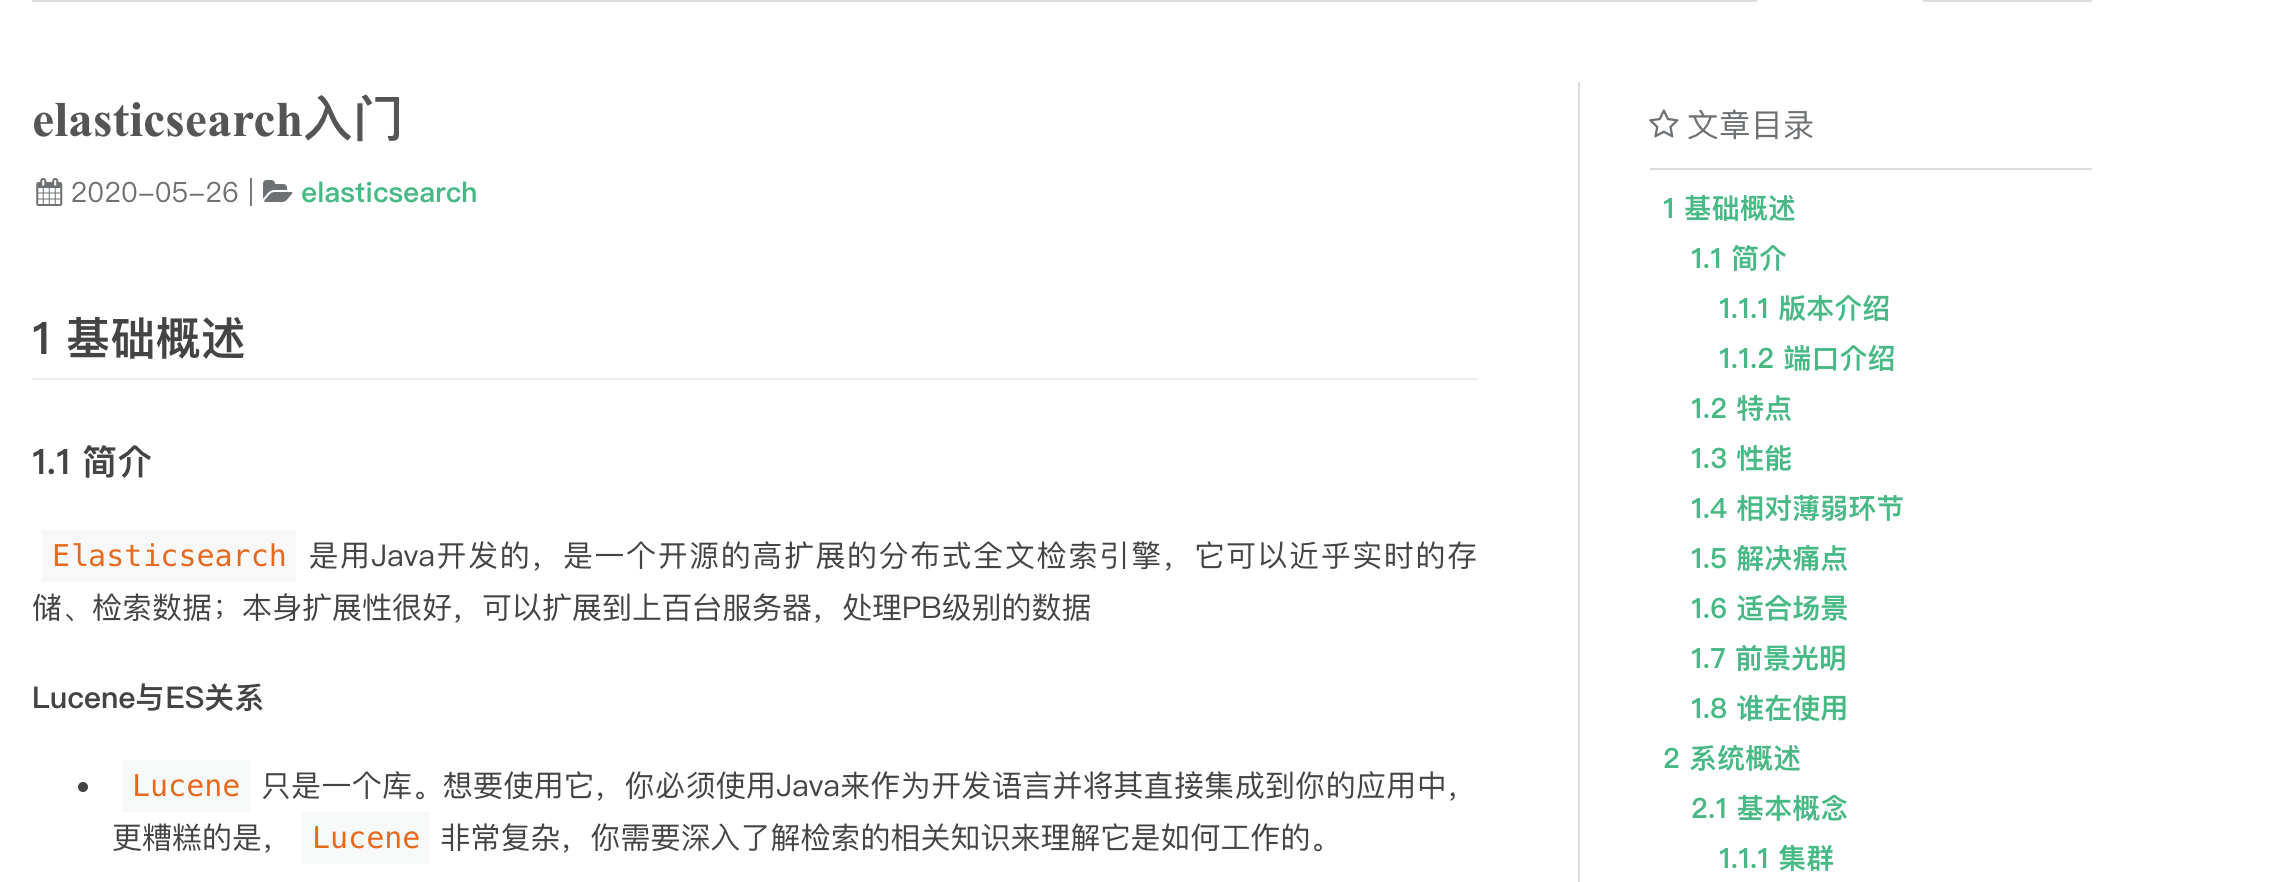 elasticsearch入门
2020-05-26 | elasticsearch
1 基础概述
1.1 简介
Elasticsearch 是用Java开发的，是一个开源的高扩展的分布式全文检索引擎，它可以近乎实时的存
储、检索数据；本身扩展性很好，可以扩展到上百台服务器，处理PB级别的数据
Lucene与ES关系
• Lucene 只是一个库。想要使用它，你必须使用Java来作为开发语言并将其直接集成到你的应用中，
更糟糕的是， Lucene 非常复杂，你需要深入了解检索的相关知识来理解它是如何工作的。
文章目录
1 基础概述
1.1 简介
1.1.1 版本介绍
1.1.2 端口介绍
1.2 特点
1.3 性能
1.4 相对薄弱环节
1.5 解决痛点
1.6 适合场景
1.7 前景光明
1.8 谁在使用
2 系统概述
2.1 基本概念
1.1.1 集群